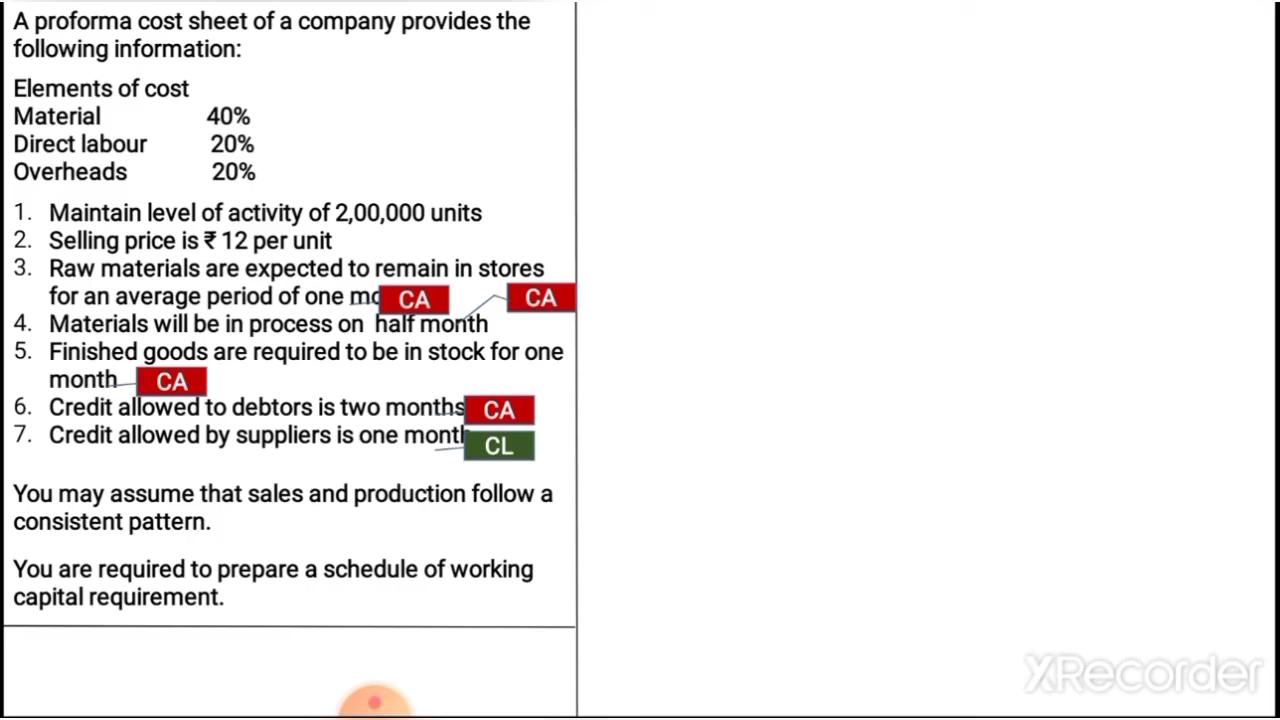 A proforma cost sheet of a company provides the
following information:
Elements of cost
Material 40%
Direct labour 20%
Overheads 20%
1. Maintain level of activity of 2,00,000 units
2. Selling price is ₹ 12 per unit
3. Raw materials are expected to remain in stores
for an average period of one CA CA
4. Materials will be in process on half month
5. Finished goods are required to be in stock for one
month CA
6. Credit allowed to debtors is two months CA
7. Credit allowed by suppliers is one month CL
You may assume that sales and production follow a
consistent pattern.
You are required to prepare a schedule of working
capital requirement.
XRecorder